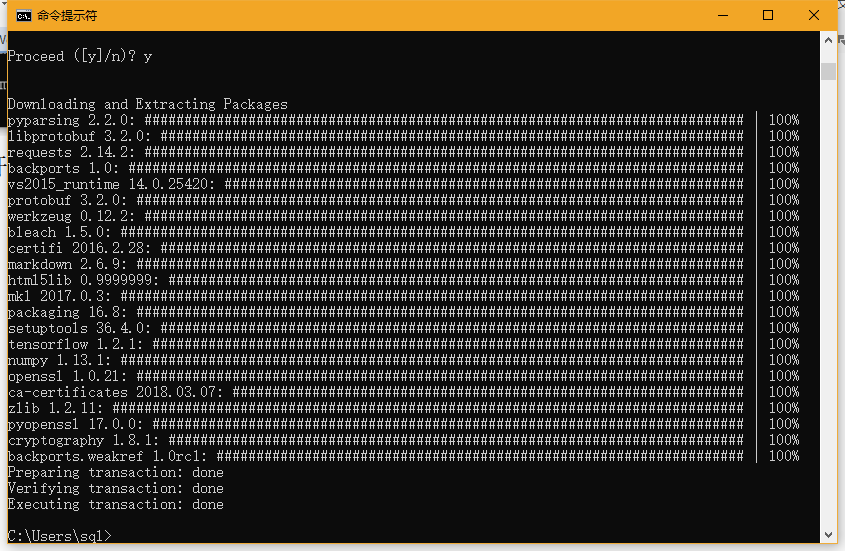 命令提示符
Proceed ([y]/n)? y
Downloading and Extracting Packages
pyparsing 2.2.0: ########################################################################### | 100%
libprotobuf 3.2.0: ######################################################################### | 100%
requests 2.14.2: ########################################################################### | 100%
backports 1.0: ############################################################################# | 100%
vs2015_runtime 14.0.25420: ################################################################# | 100%
protobuf 3.2.0: ############################################################################ | 100%
werkzeug 0.12.2: ########################################################################### | 100%
bleach 1.5.0: ############################################################################## | 100%
certifi 2016.2.28: ######################################################################### | 100%
markdown 2.6.9: ############################################################################ | 100%
html5lib 0.9999999: ######################################################################## | 100%
mkl 2017.0.3: ############################################################################## | 100%
packaging 16.8: ############################################################################ | 100%
setuptools 36.4.0: ######################################################################### | 100%
tensorflow 1.2.1: ########################################################################## | 100%
numpy 1.13.1: ############################################################################## | 100%
openssl 1.0.2l: ############################################################################ | 100%
ca-certificates 2018.03.07: ################################################################ | 100%
zlib 1.2.11: ############################################################################### | 100%
pyopenssl 17.0.0: ########################################################################## | 100%
cryptography 1.8.1: ######################################################################## | 100%
backports.weakref 1.0rc1: ################################################################## | 100%
Preparing transaction: done
Verifying transaction: done
Executing transaction: done
C:\Users\sql>